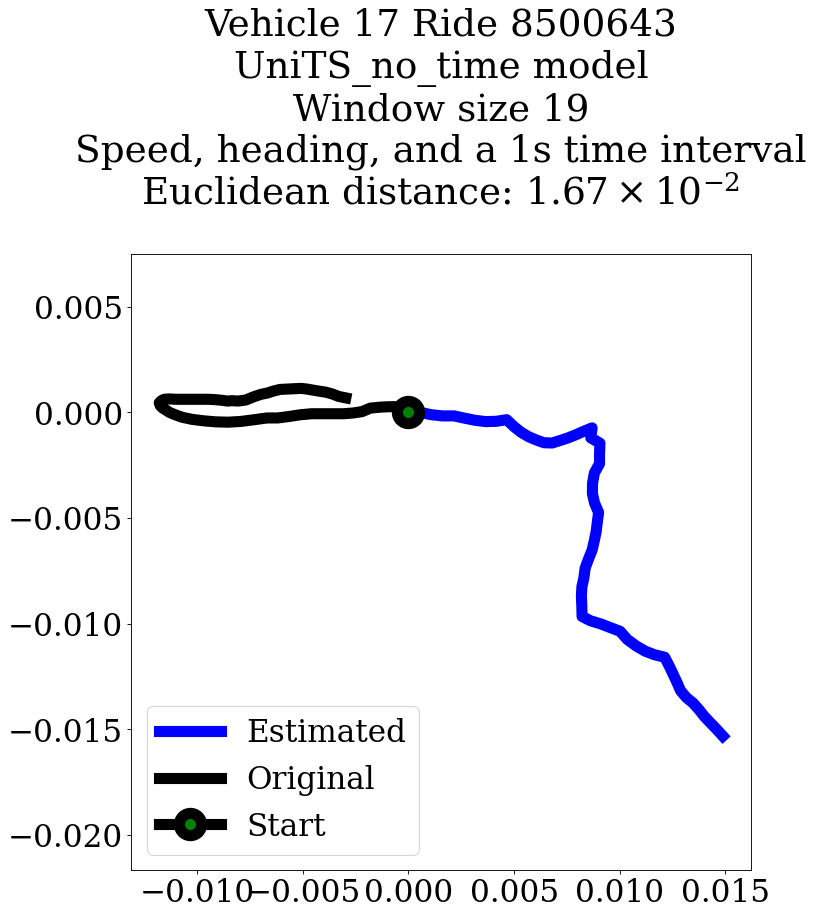 Vehicle 17 Ride 8500643
UniTS_no_time model
Window size 19
Speed, heading, and a 1s time interval
Euclidean distance: 1.67 × 10⁻²
0.005
0.000
−0.005
−0.010
−0.015
−0.020
Estimated
Original
Start
−0.010 −0.005 0.000 0.005 0.010 0.015